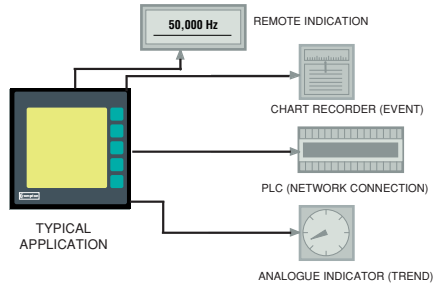 50,000 Hz
REMOTE INDICATION
CHART RECORDER (EVENT)
PLC (NETWORK CONNECTION)
TYPICAL
APPLICATION
ANALOGUE INDICATOR (TREND)